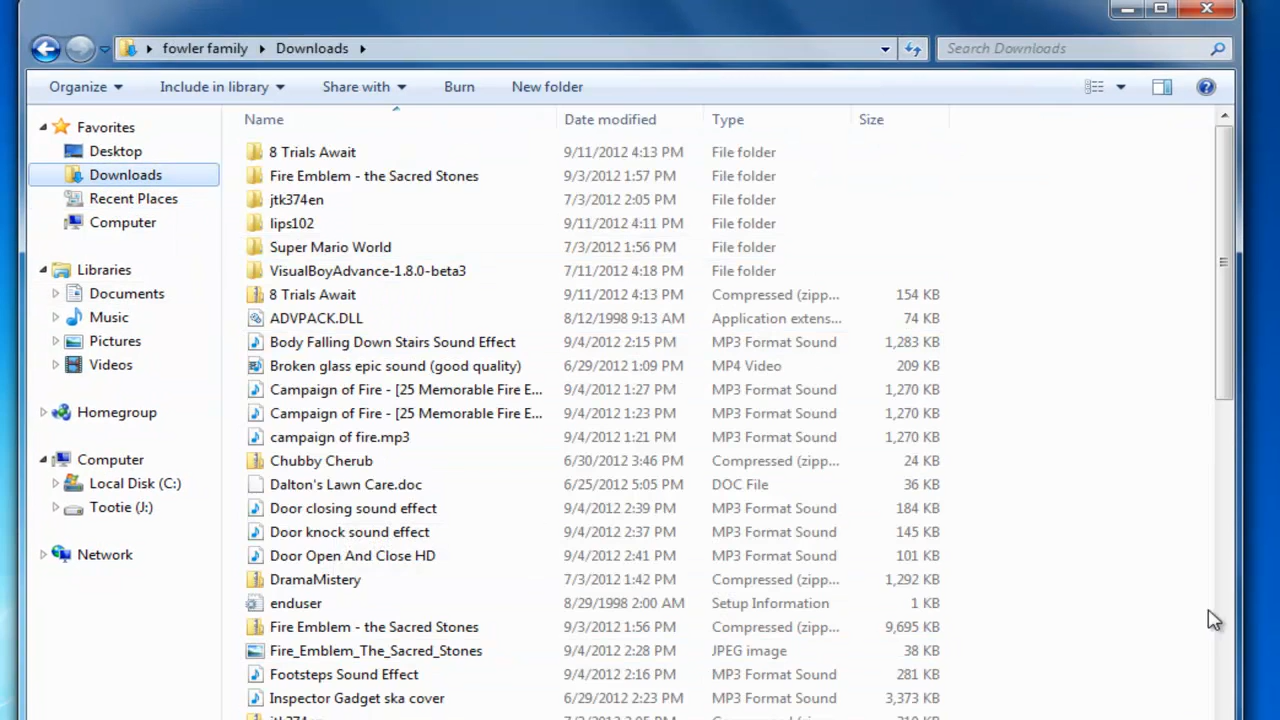 fowler family Downloads Search Downloads
Organize Include in library Share with Burn New folder
Name Date modified Type Size
Favorites
Desktop
Downloads
Recent Places
Computer
Libraries
Documents
Music
Pictures
Videos
Homegroup
Computer
Local Disk (C:)
Tootie (J:)
Network
8 Trials Await 9/11/2012 4:13 PM File folder
Fire Emblem - the Sacred Stones 9/3/2012 1:57 PM File folder
jtk374en 7/3/2012 2:05 PM File folder
lips102 9/11/2012 4:11 PM File folder
Super Mario World 7/3/2012 1:56 PM File folder
VisualBoyAdvance-1.8.0-beta3 7/11/2012 4:18 PM File folder
8 Trials Await 9/11/2012 4:13 PM Compressed (zipp... 154 KB
ADVPACK.DLL 8/12/1998 9:13 AM Application extens... 74 KB
Body Falling Down Stairs Sound Effect 9/4/2012 2:15 PM MP3 Format Sound 1,283 KB
Broken glass epic sound (good quality) 6/29/2012 1:09 PM MP4 Video 209 KB
Campaign of Fire - [25 Memorable Fire E... 9/4/2012 1:27 PM MP3 Format Sound 1,270 KB
Campaign of Fire - [25 Memorable Fire E... 9/4/2012 1:23 PM MP3 Format Sound 1,270 KB
campaign of fire.mp3 9/4/2012 1:21 PM MP3 Format Sound 1,270 KB
Chubby Cherub 6/30/2012 3:46 PM Compressed (zipp... 24 KB
Dalton's Lawn Care.doc 6/25/2012 5:05 PM DOC File 36 KB
Door closing sound effect 9/4/2012 2:39 PM MP3 Format Sound 184 KB
Door knock sound effect 9/4/2012 2:37 PM MP3 Format Sound 145 KB
Door Open And Close HD 9/4/2012 2:41 PM MP3 Format Sound 101 KB
DramaMistery 7/3/2012 1:42 PM Compressed (zipp... 1,292 KB
enduser 8/29/1998 2:00 AM Setup Information 1 KB
Fire Emblem - the Sacred Stones 9/3/2012 1:56 PM Compressed (zipp... 9,695 KB
Fire_Emblem_The_Sacred_Stones 9/4/2012 2:28 PM JPEG image 38 KB
Footsteps Sound Effect 9/4/2012 2:16 PM MP3 Format Sound 281 KB
Inspector Gadget ska cover 6/29/2012 2:23 PM MP3 Format Sound 3,373 KB